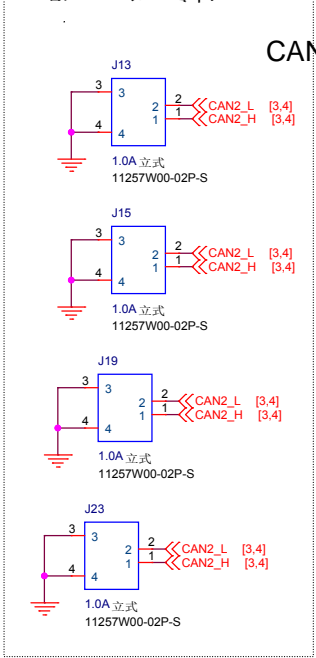 CAN
J13
3 3
2 2 CAN2_L [3,4]
1 1 CAN2_H [3,4]
4 4
1.0A 立式
11257W00-02P-S
J15
3 3
2 2 CAN2_L [3,4]
1 1 CAN2_H [3,4]
4 4
1.0A 立式
11257W00-02P-S
J19
3 3
2 2 CAN2_L [3,4]
1 1 CAN2_H [3,4]
4 4
1.0A 立式
11257W00-02P-S
J23
3 3
2 2 CAN2_L [3,4]
1 1 CAN2_H [3,4]
4 4
1.0A 立式
11257W00-02P-S